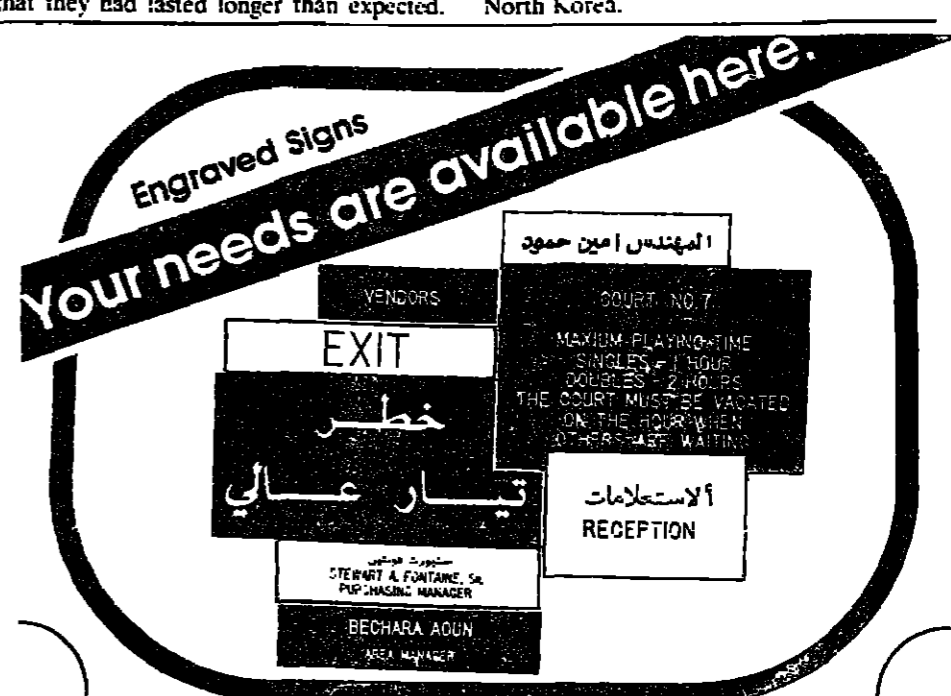 that they had lasted longer than expected.
North Korea.
Engraved Signs
Your needs are available here.
المهندس امين حمود
VENDORS
COURT NO.7
MAXIUM PLAYING TIME
SINGLES - 1 HOUR
DOUBLES - 2 HOURS
THE COURT MUST BE VACATED
ON THE HOUR WHEN
OTHERS ARE WAITING
EXIT
خطر
تيار عالي
ألاستعلامات
RECEPTION
STEWART A. FONTAINE, SR.
PURCHASING MANAGER
BECHARA AOUN
AREA MANAGER